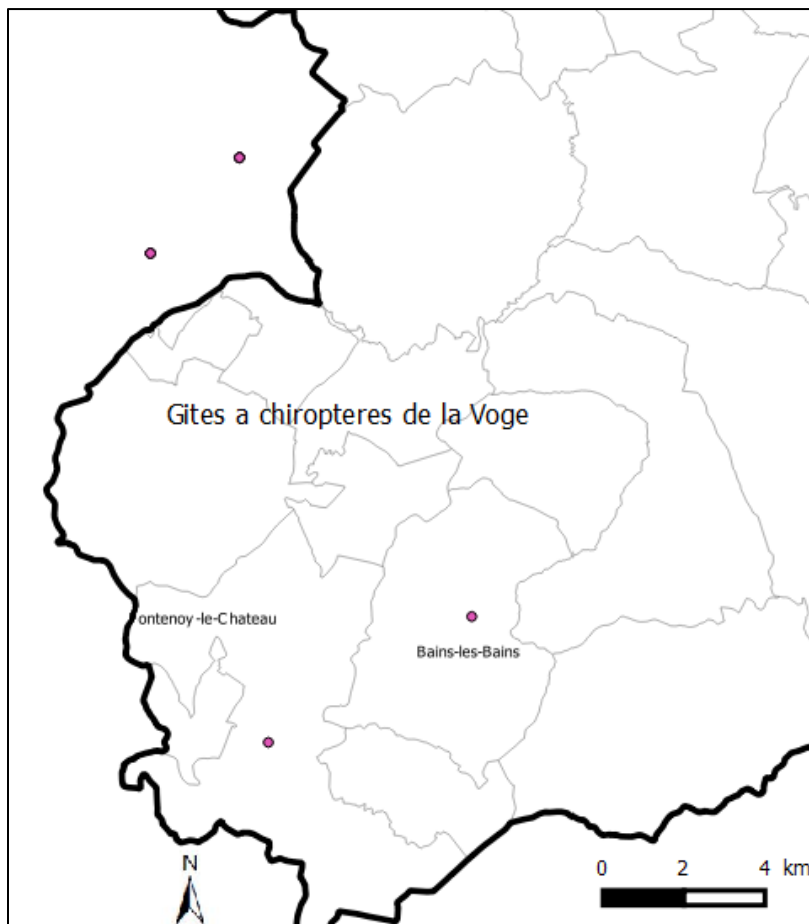 Gites a chiropteres de la Voge
ontenoy-le-Chateau
Bains-les-Bains
N
0 2 4 km